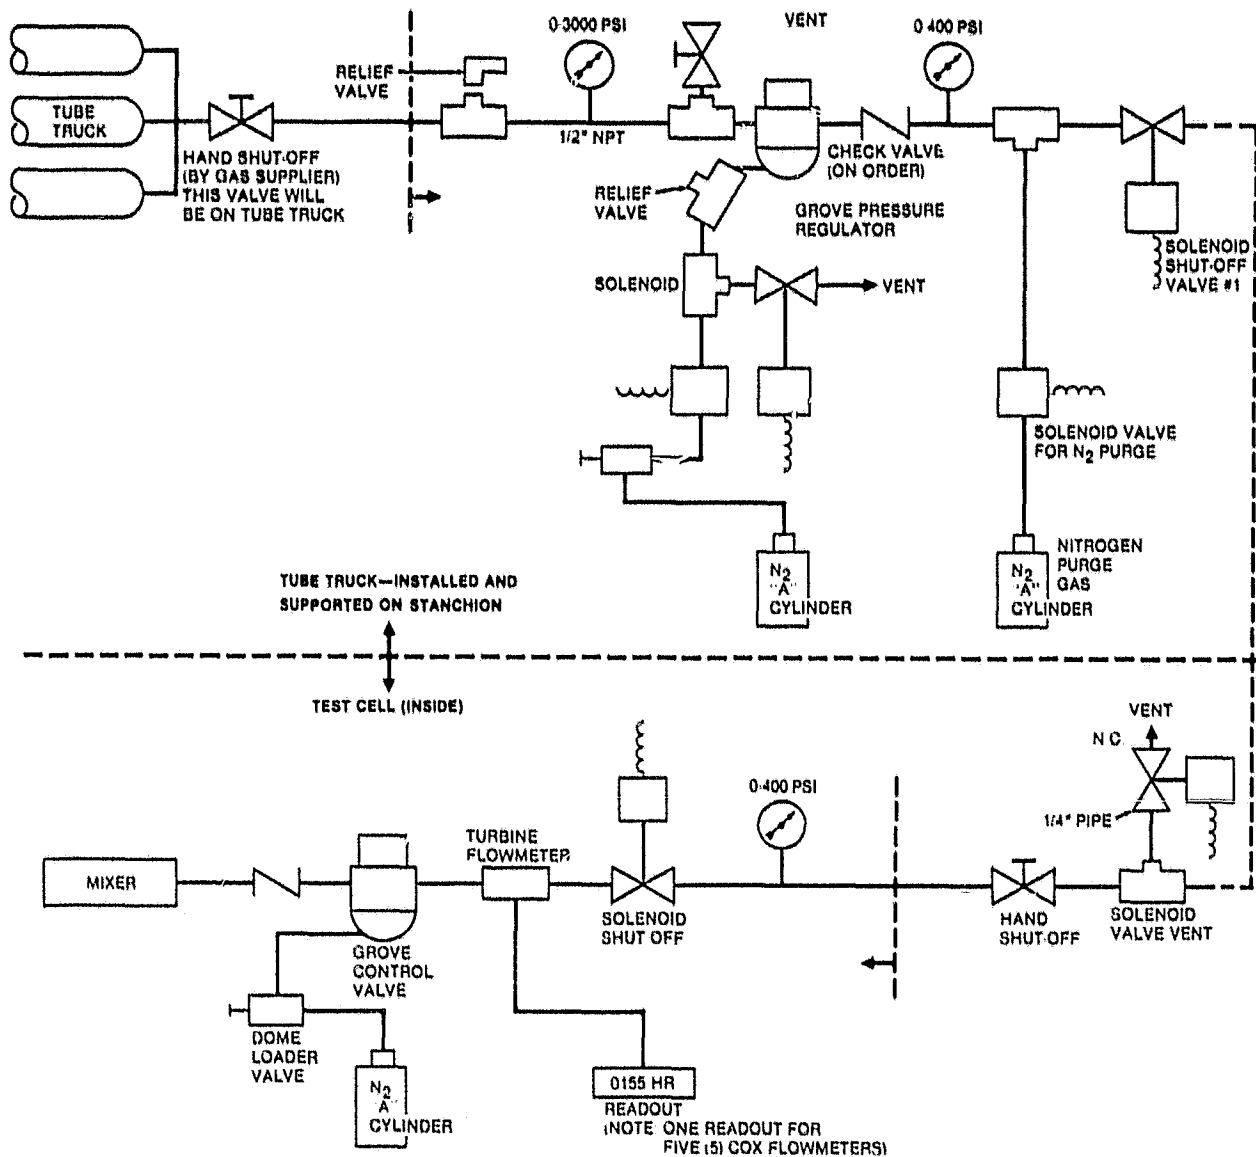 0-3000 PSI
VENT
0-400 PSI
RELIEF
VALVE
TUBE
TRUCK
1/2" NPT
HAND SHUT-OFF
(BY GAS SUPPLIER)
THIS VALVE WILL
BE ON TUBE TRUCK
CHECK VALVE
(ON ORDER)
RELIEF
VALVE
GROVE PRESSURE
REGULATOR
SOLENOID
SHUT-OFF
VALVE #1
SOLENOID
VENT
SOLENOID VALVE
FOR N2 PURGE
N2
"A"
CYLINDER
N2
"A"
CYLINDER
NITROGEN
PURGE
GAS
TUBE TRUCK—INSTALLED AND
SUPPORTED ON STANCHION
TEST CELL (INSIDE)
VENT
N C
1/4" PIPE
0-400 PSI
TURBINE
FLOWMETER
MIXER
SOLENOID
SHUT OFF
HAND
SHUT-OFF
SOLENOID
VALVE VENT
GROVE
CONTROL
VALVE
DOME
LOADER
VALVE
N2
"A"
CYLINDER
0155 HR
READOUT
(NOTE ONE READOUT FOR
FIVE (5) COX FLOWMETERS)